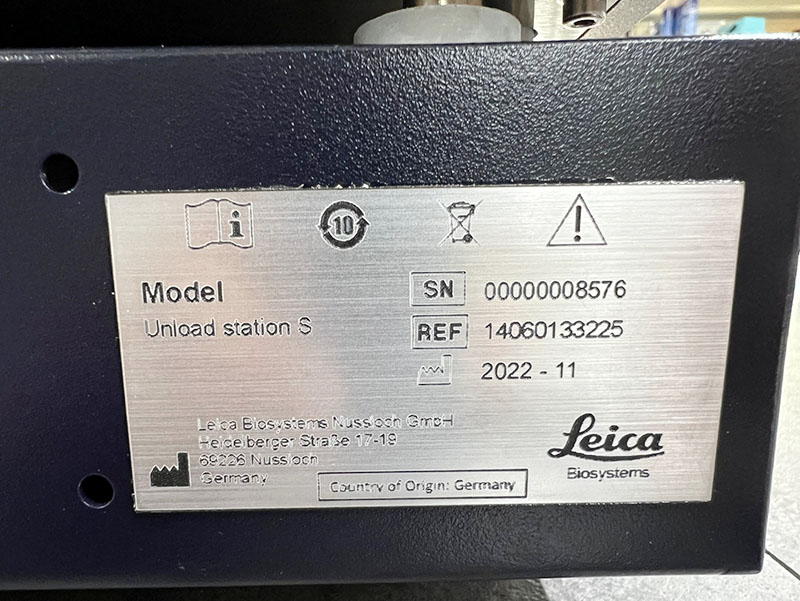 i
10
Model
Unload station S
SN 00000008576
REF 14060133225
2022 - 11
Leica Biosystems Nussloch GmbH
Heidelberger Straße 17-19
69226 Nussloch
Germany
Country of Origin: Germany
Leica
Biosystems